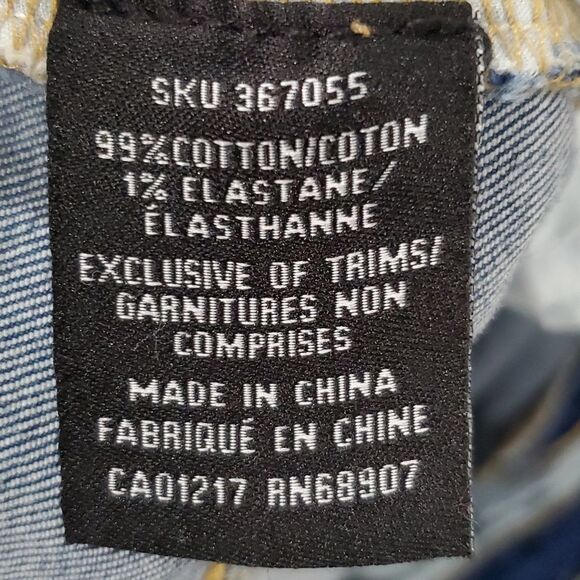 SKU 367055
99%COTTON/COTON
1% ELASTANE/
ÉLASTHANNE
EXCLUSIVE OF TRIMS/
GARNITURES NON
COMPRISES
MADE IN CHINA
FABRIQUÉ EN CHINE
CA01217 RN68907